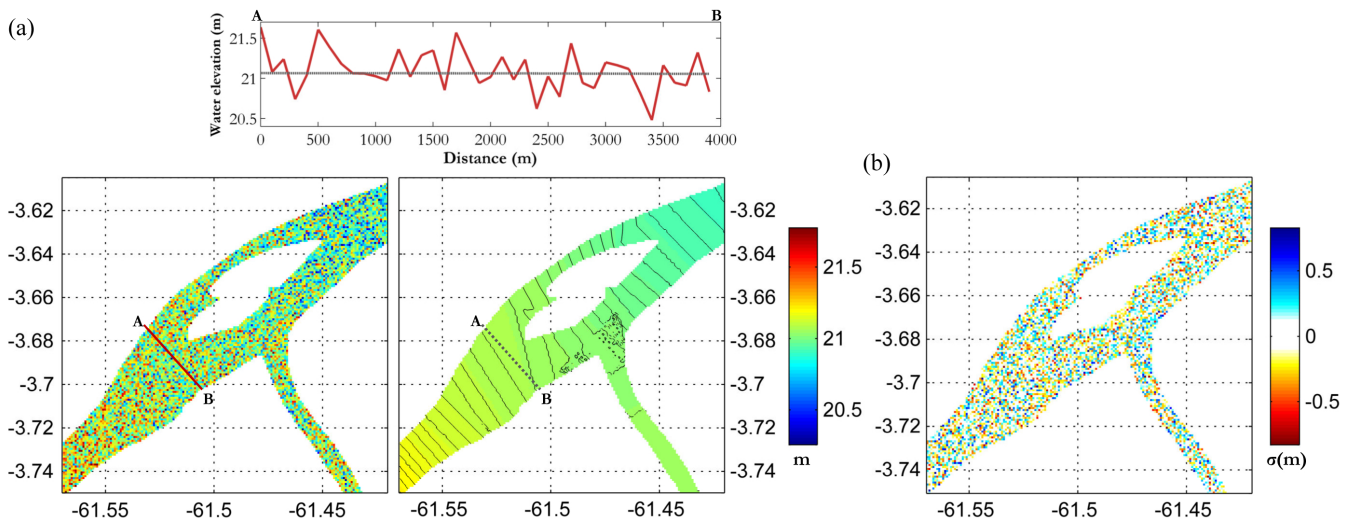 (a)
A B
21.5
21
20.5
Water elevation (m)
0 500 1000 1500 2000 2500 3000 3500 4000
Distance (m)
(b)
-3.62
-3.64
-3.66
-3.68
-3.7
-3.72
-3.74
A
B
-61.55 -61.5 -61.45
A
B
-61.55 -61.5 -61.45
-3.62
-3.64
-3.66
-3.68
-3.7
-3.72
-3.74
21.5
21
20.5
m
-3.62
-3.64
-3.66
-3.68
-3.7
-3.72
-3.74
-61.55 -61.5 -61.45
0.5
0
-0.5
σ(m)